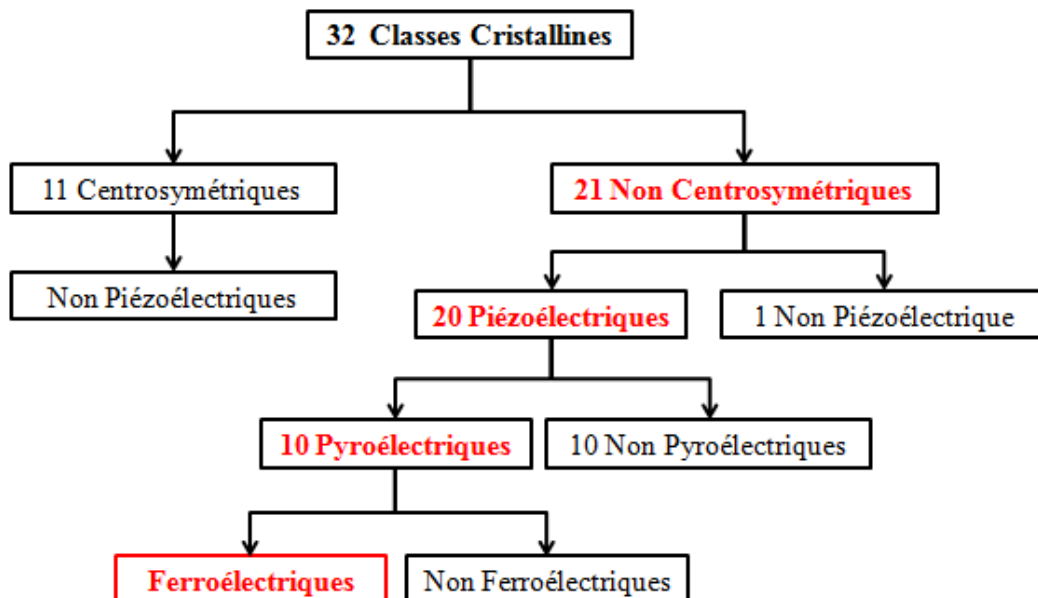 32 Classes Cristallines
11 Centrosymétriques
21 Non Centrosymétriques
Non Piézoélectriques
20 Piézoélectriques
1 Non Piézoélectrique
10 Pyroélectriques
10 Non Pyroélectriques
Ferroélectriques
Non Ferroélectriques